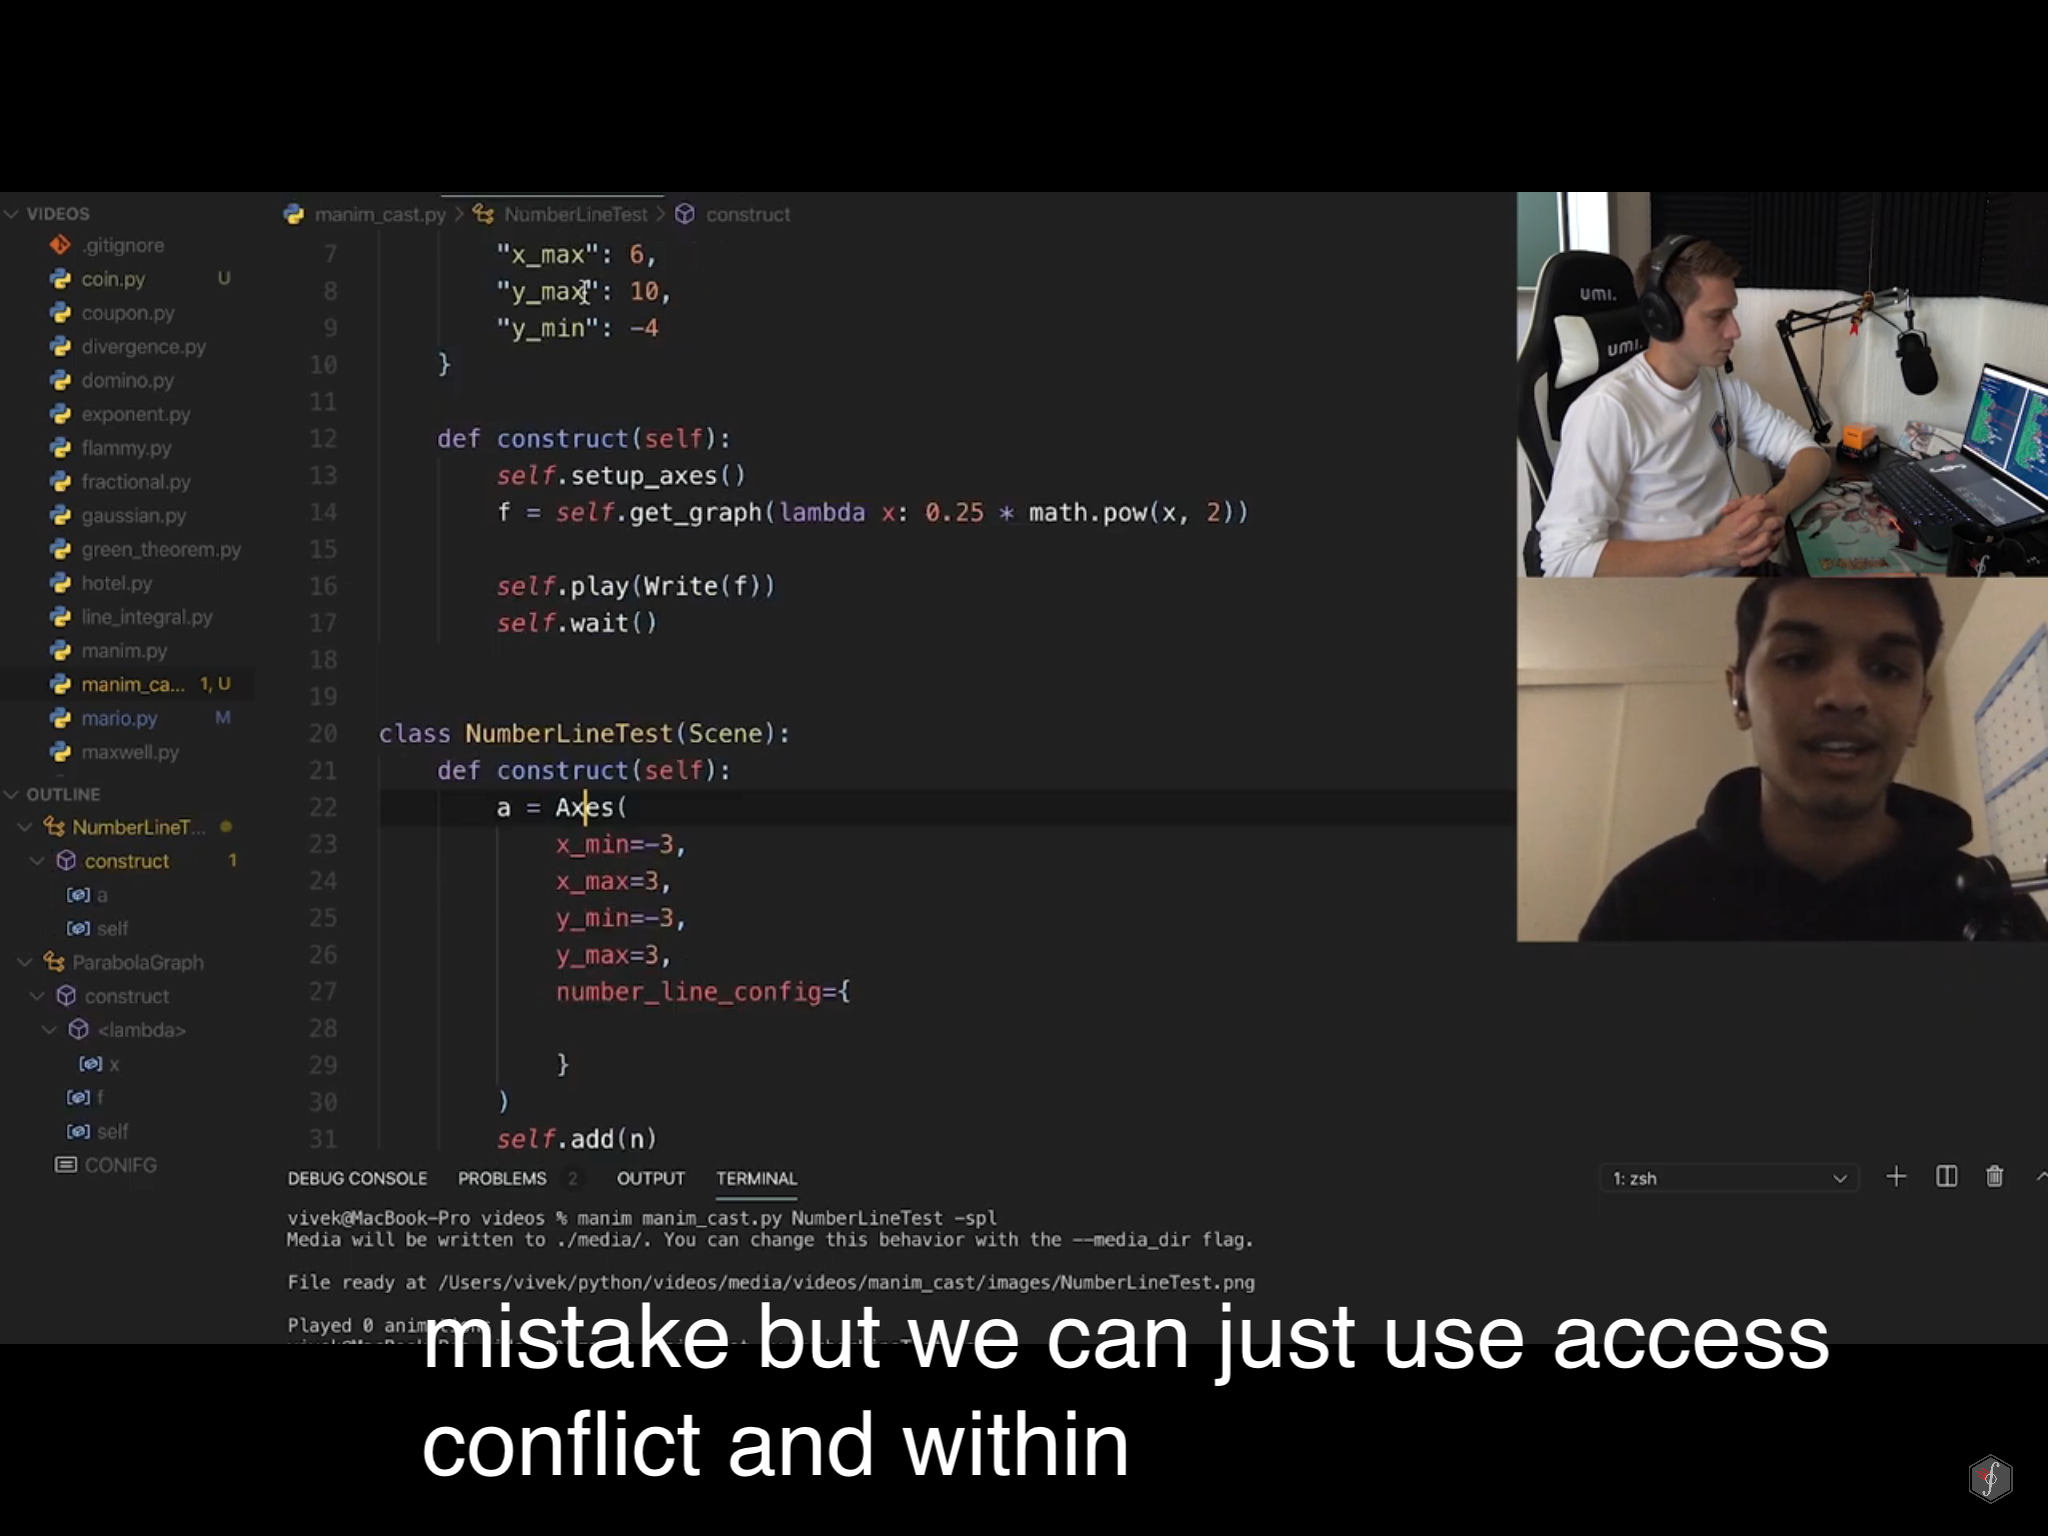 VIDEOS
.gitignore
coin.py U
coupon.py
divergence.py
domino.py
exponent.py
flammy.py
fractional.py
gaussian.py
green_theorem.py
hotel.py
line_integral.py
manim.py
manim_ca... 1, U
mario.py M
maxwell.py
OUTLINE
NumberLineT...
construct 1
a
self
ParabolaGraph
construct
<lambda>
x
f
self
CONIFG
manim_cast.py > NumberLineTest > construct
7 "x_max": 6,
8 "y_max": 10,
9 "y_min": -4
10 }
11
12 def construct(self):
13 self.setup_axes()
14 f = self.get_graph(lambda x: 0.25 * math.pow(x, 2))
15
16 self.play(Write(f))
17 self.wait()
18
19
20 class NumberLineTest(Scene):
21 def construct(self):
22 a = Axes(
23 x_min=-3,
24 x_max=3,
25 y_min=-3,
26 y_max=3,
27 number_line_config={
28
29 }
30 )
31 self.add(n)
umi.
umi.
DEBUG CONSOLE PROBLEMS 2 OUTPUT TERMINAL 1: zsh
vivek@MacBook-Pro videos % manim manim_cast.py NumberLineTest -spl
Media will be written to ./media/. You can change this behavior with the --media_dir flag.
File ready at /Users/vivek/python/videos/media/videos/manim_cast/images/NumberLineTest.png
Played 0
mistake but we can just use access
conflict and within